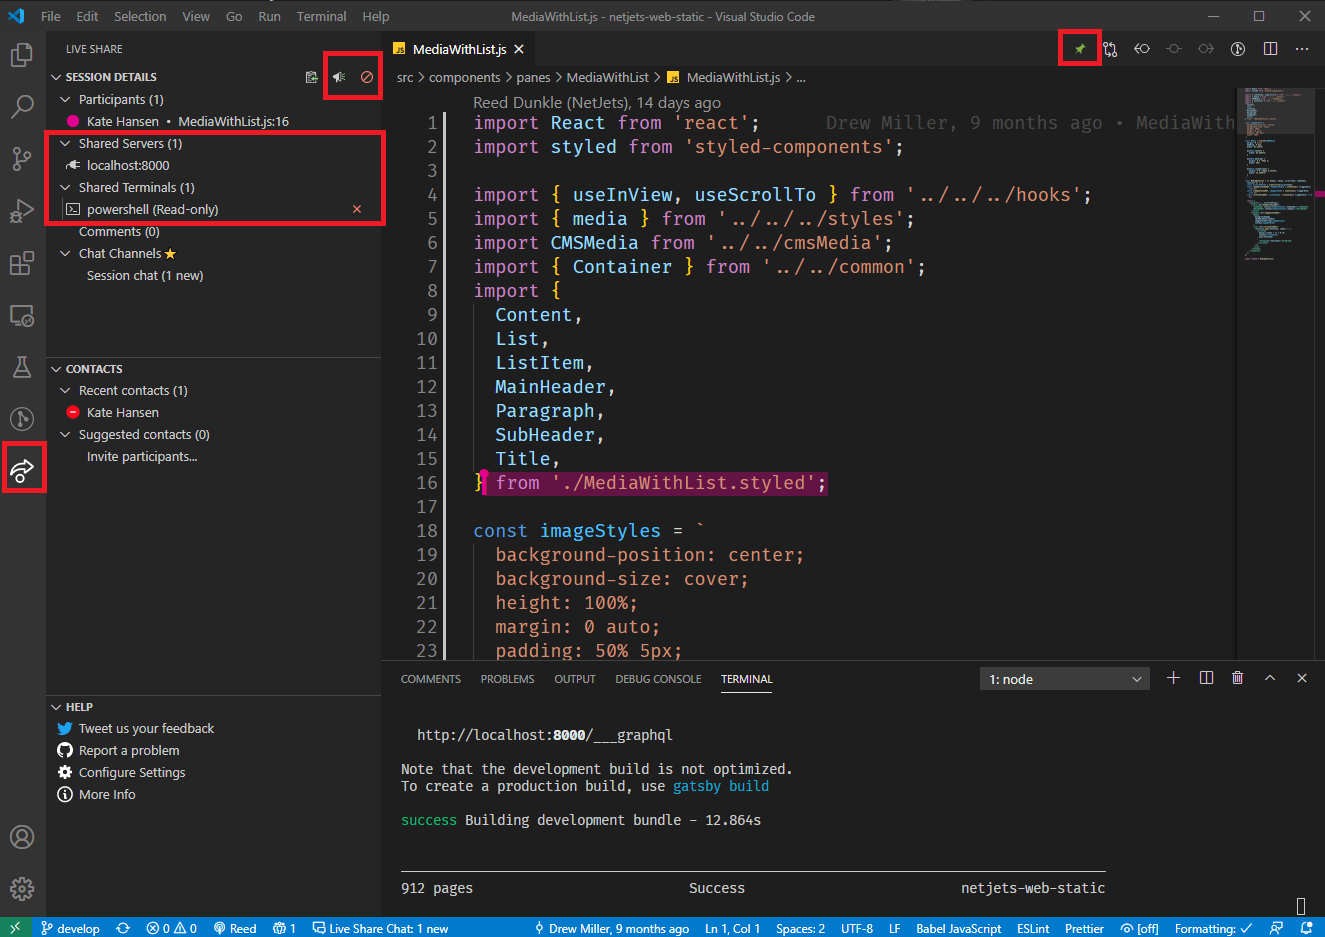 File Edit Selection View Go Run Terminal Help
MediaWithList.js - netjets-web-static - Visual Studio Code
LIVE SHARE
SESSION DETAILS
Participants (1)
Kate Hansen • MediaWithList.js:16
Shared Servers (1)
localhost:8000
Shared Terminals (1)
powershell (Read-only)
Comments (0)
Chat Channels
Session chat (1 new)
CONTACTS
Recent contacts (1)
Kate Hansen
Suggested contacts (0)
Invite participants...
HELP
Tweet us your feedback
Report a problem
Configure Settings
More Info
JS MediaWithList.js
src > components > panes > MediaWithList > JS MediaWithList.js > ...
Reed Dunkle (NetJets), 14 days ago
1 import React from 'react'; Drew Miller, 9 months ago • MediaWith
2 import styled from 'styled-components';
3
4 import { useInView, useScrollTo } from '../../../hooks';
5 import { media } from '../../../styles';
6 import CMSMedia from '../../cmsMedia';
7 import { Container } from '../../common';
8 import {
9 Content,
10 List,
11 ListItem,
12 MainHeader,
13 Paragraph,
14 SubHeader,
15 Title,
16 } from './MediaWithList.styled';
17
18 const imageStyles = `
19 background-position: center;
20 background-size: cover;
21 height: 100%;
22 margin: 0 auto;
23 padding: 50% 5px;
COMMENTS PROBLEMS OUTPUT DEBUG CONSOLE TERMINAL
1: node
http://localhost:8000/___graphql
Note that the development build is not optimized.
To create a production build, use gatsby build
success Building development bundle - 12.864s
912 pages Success netjets-web-static
develop 0 0 Reed 1 Live Share Chat: 1 new Drew Miller, 9 months ago Ln 1, Col 1 Spaces: 2 UTF-8 LF Babel JavaScript ESLint Prettier [off] Formatting: ✓